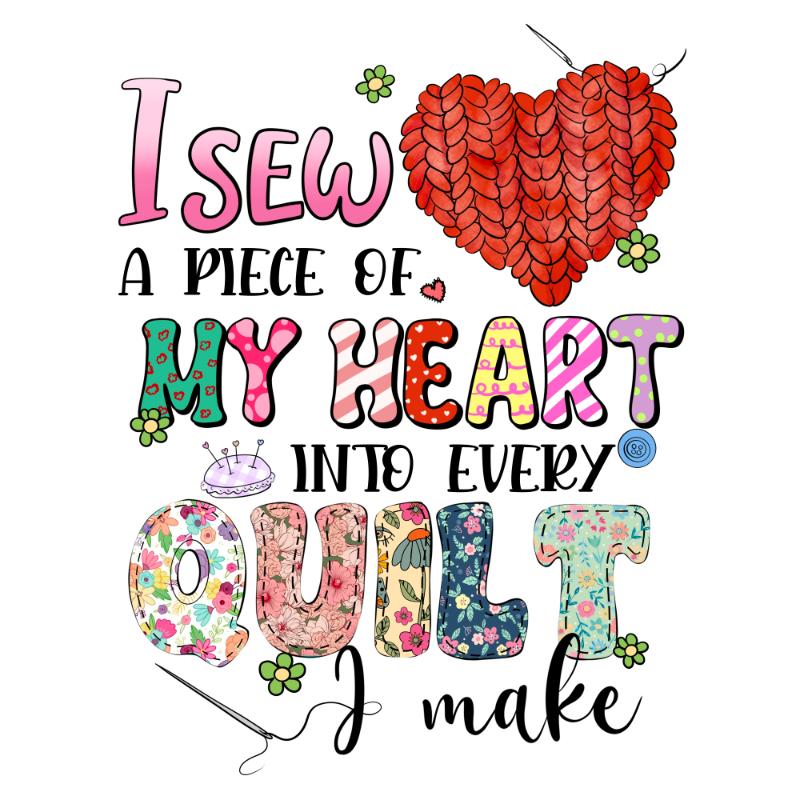 I SEW
A PIECE OF
MY HEART
INTO EVERY
QUILT
I make